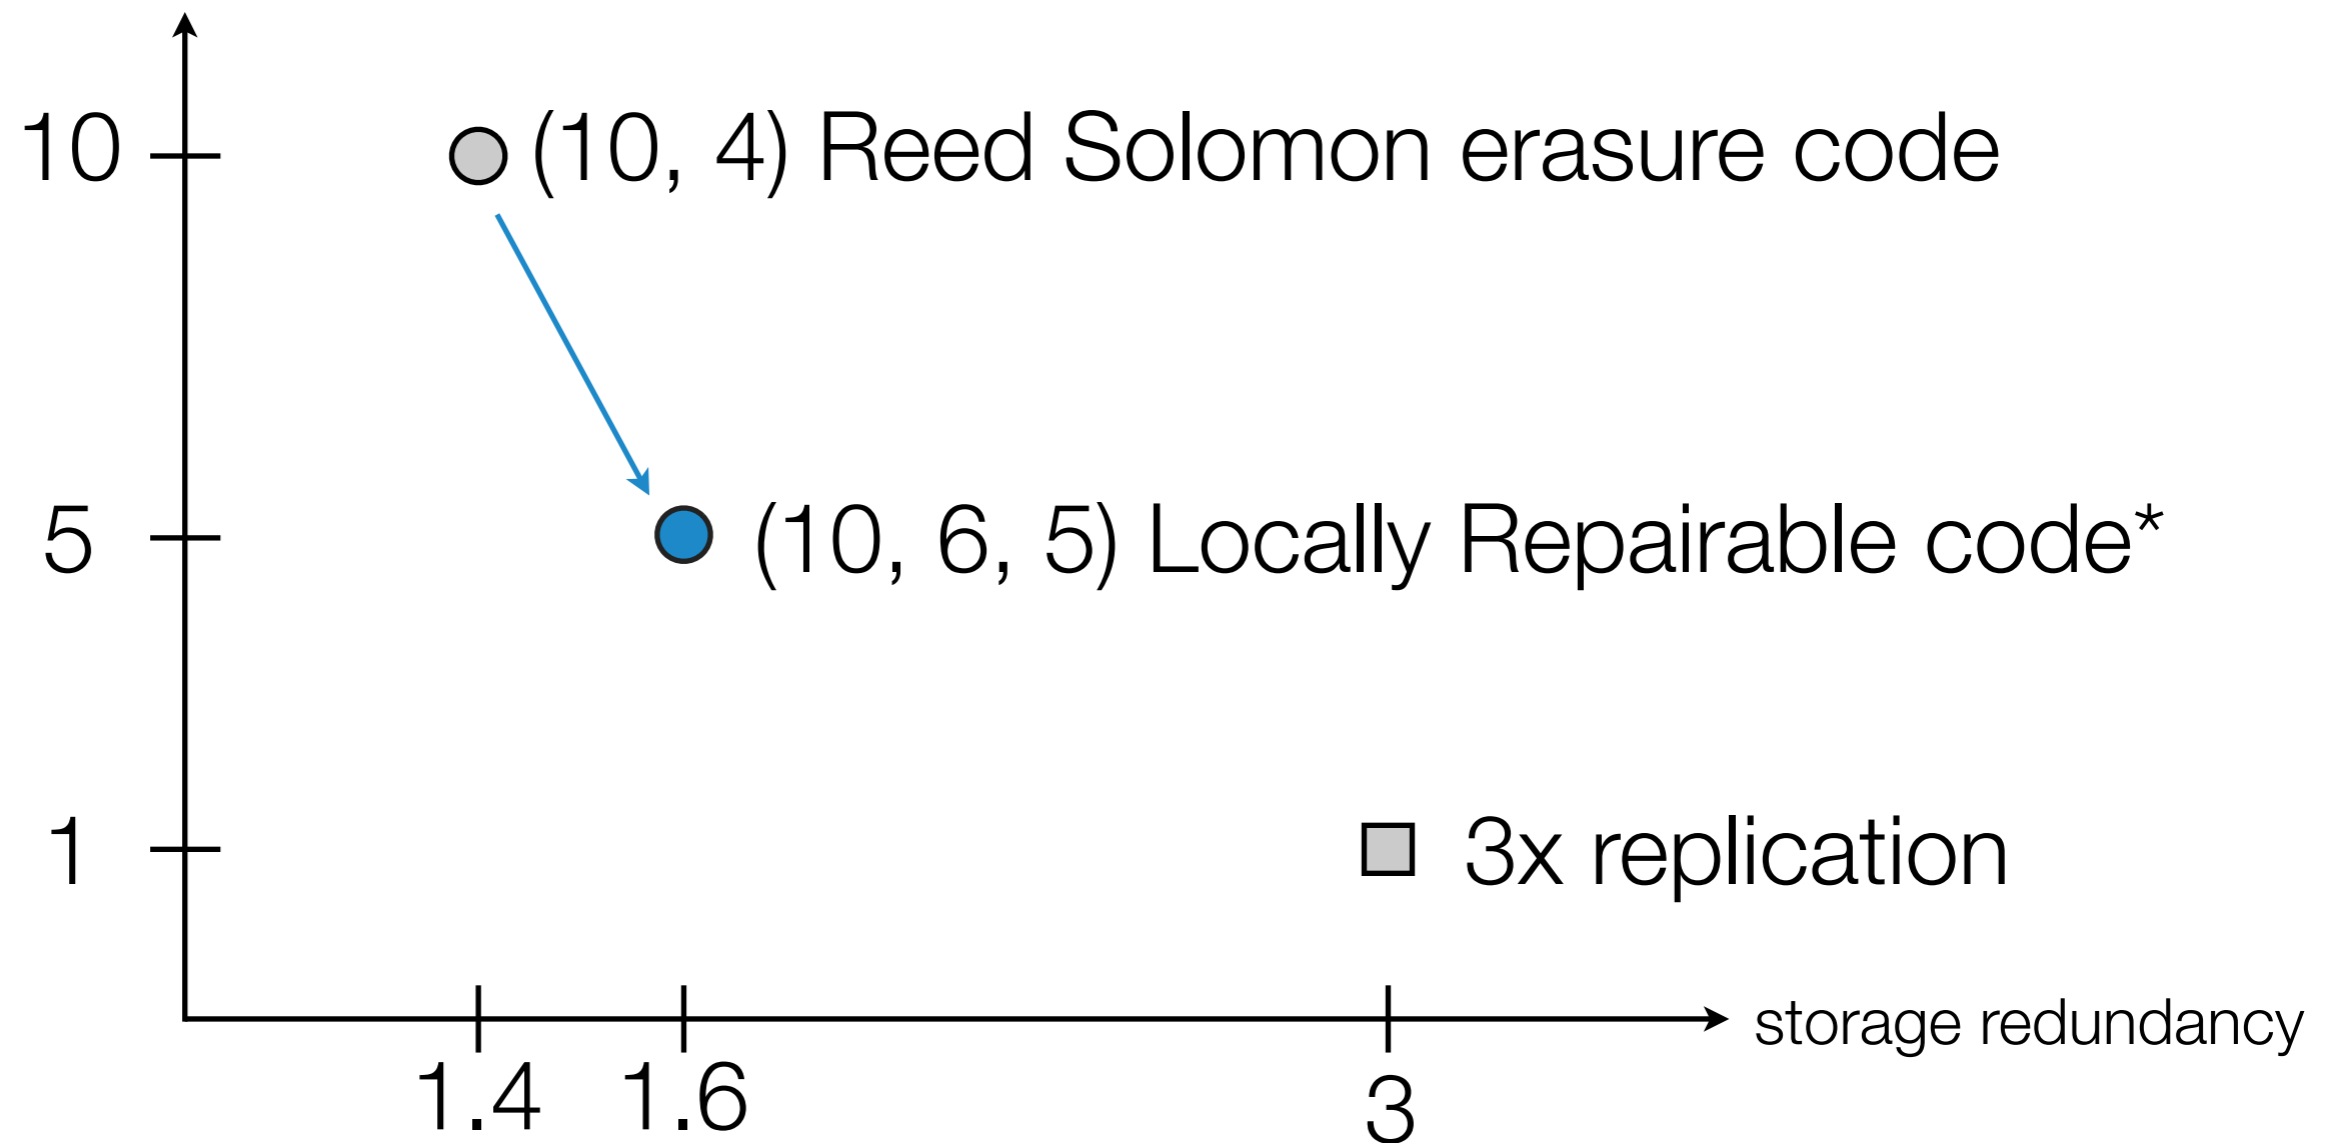 10
(10, 4) Reed Solomon erasure code
5
(10, 6, 5) Locally Repairable code*
1
3x replication
storage redundancy
1.4
1.6
3